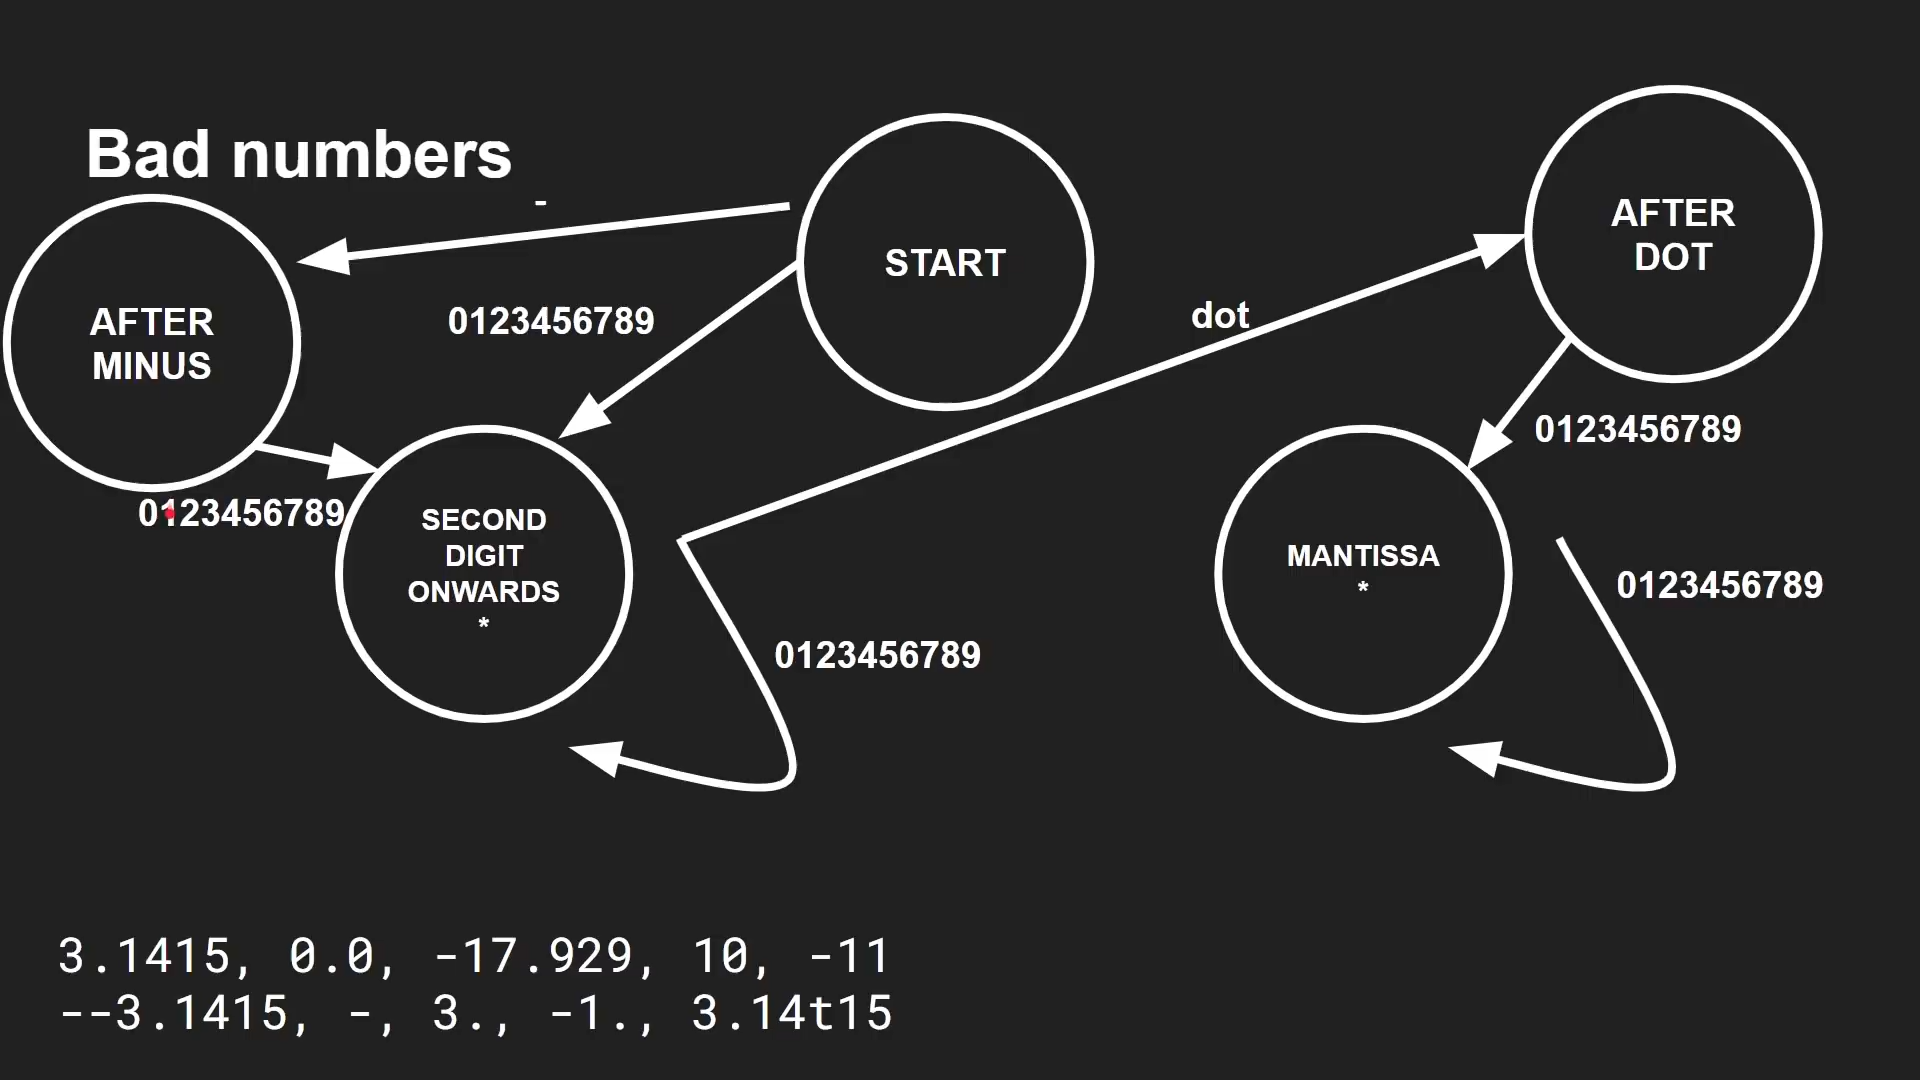 Bad numbers
-
START
AFTER
DOT
AFTER
MINUS
0123456789
dot
0123456789
0123456789
SECOND
DIGIT
ONWARDS
*
MANTISSA
*
0123456789
0123456789
3.1415, 0.0, -17.929, 10, -11
--3.1415, -, 3., -1., 3.14t15